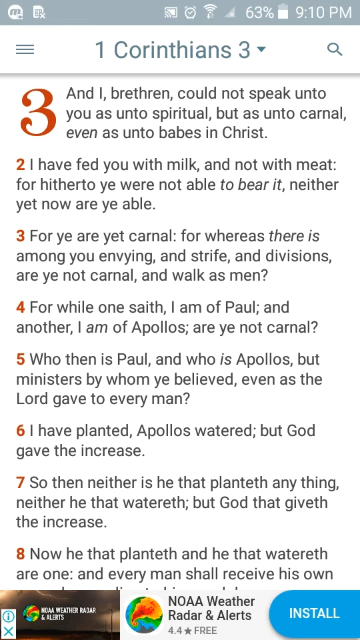 63% 9:10 PM
1 Corinthians 3
3 And I, brethren, could not speak unto
you as unto spiritual, but as unto carnal,
even as unto babes in Christ.
2 I have fed you with milk, and not with meat:
for hitherto ye were not able to bear it, neither
yet now are ye able.
3 For ye are yet carnal: for whereas there is
among you envying, and strife, and divisions,
are ye not carnal, and walk as men?
4 For while one saith, I am of Paul; and
another, I am of Apollos; are ye not carnal?
5 Who then is Paul, and who is Apollos, but
ministers by whom ye believed, even as the
Lord gave to every man?
6 I have planted, Apollos watered; but God
gave the increase.
7 So then neither is he that planteth any thing,
neither he that watereth; but God that giveth
the increase.
8 Now he that planteth and he that watereth
are one: and every man shall receive his own
NOAA WEATHER RADAR
& ALERTS
NOAA Weather
Radar & Alerts
4.4★ FREE
INSTALL